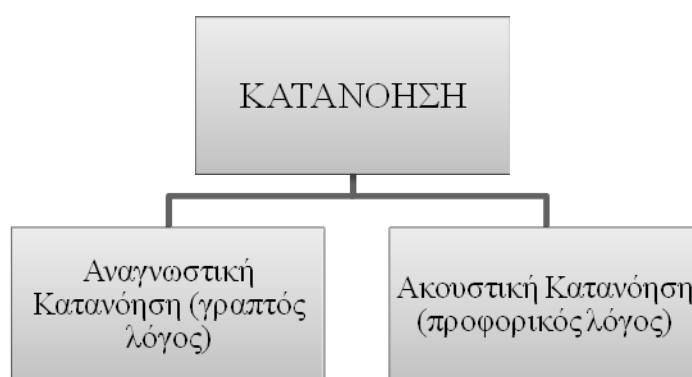 ΚΑΤΑΝΟΗΣΗ
Αναγνωστική
Κατανόηση (γραπτός
λόγος)
Ακουστική Κατανόηση
(προφορικός λόγος)